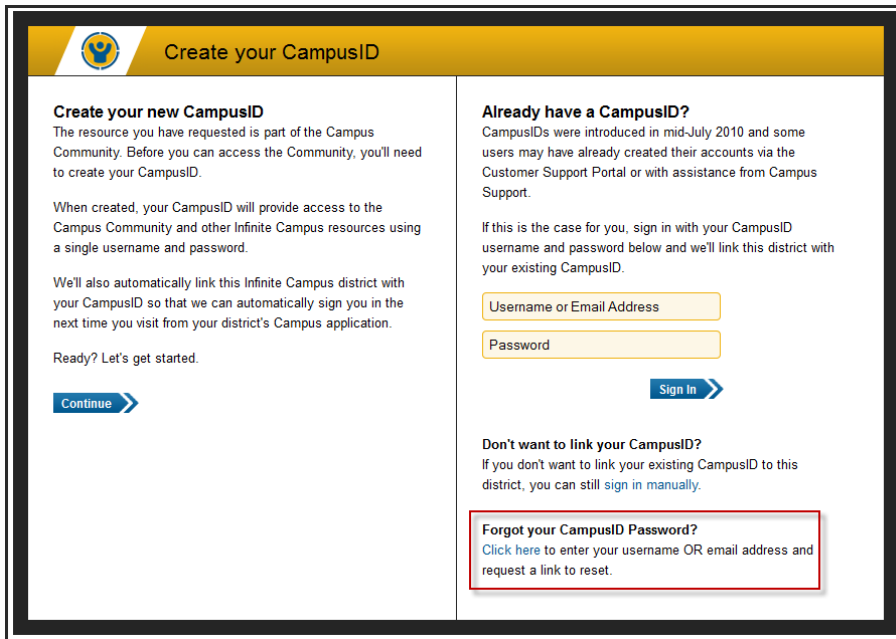 Create your CampusID
Create your new CampusID
The resource you have requested is part of the Campus
Community. Before you can access the Community, you'll need
to create your CampusID.
When created, your CampusID will provide access to the
Campus Community and other Infinite Campus resources using
a single username and password.
We'll also automatically link this Infinite Campus district with
your CampusID so that we can automatically sign you in the
next time you visit from your district's Campus application.
Ready? Let's get started.
Continue
Already have a CampusID?
CampusIDs were introduced in mid-July 2010 and some
users may have already created their accounts via the
Customer Support Portal or with assistance from Campus
Support.
If this is the case for you, sign in with your CampusID
username and password below and we'll link this district with
your existing CampusID.
Username or Email Address
Password
Sign In
Don't want to link your CampusID?
If you don't want to link your existing CampusID to this
district, you can still sign in manually.
Forgot your CampusID Password?
Click here to enter your username OR email address and
request a link to reset.